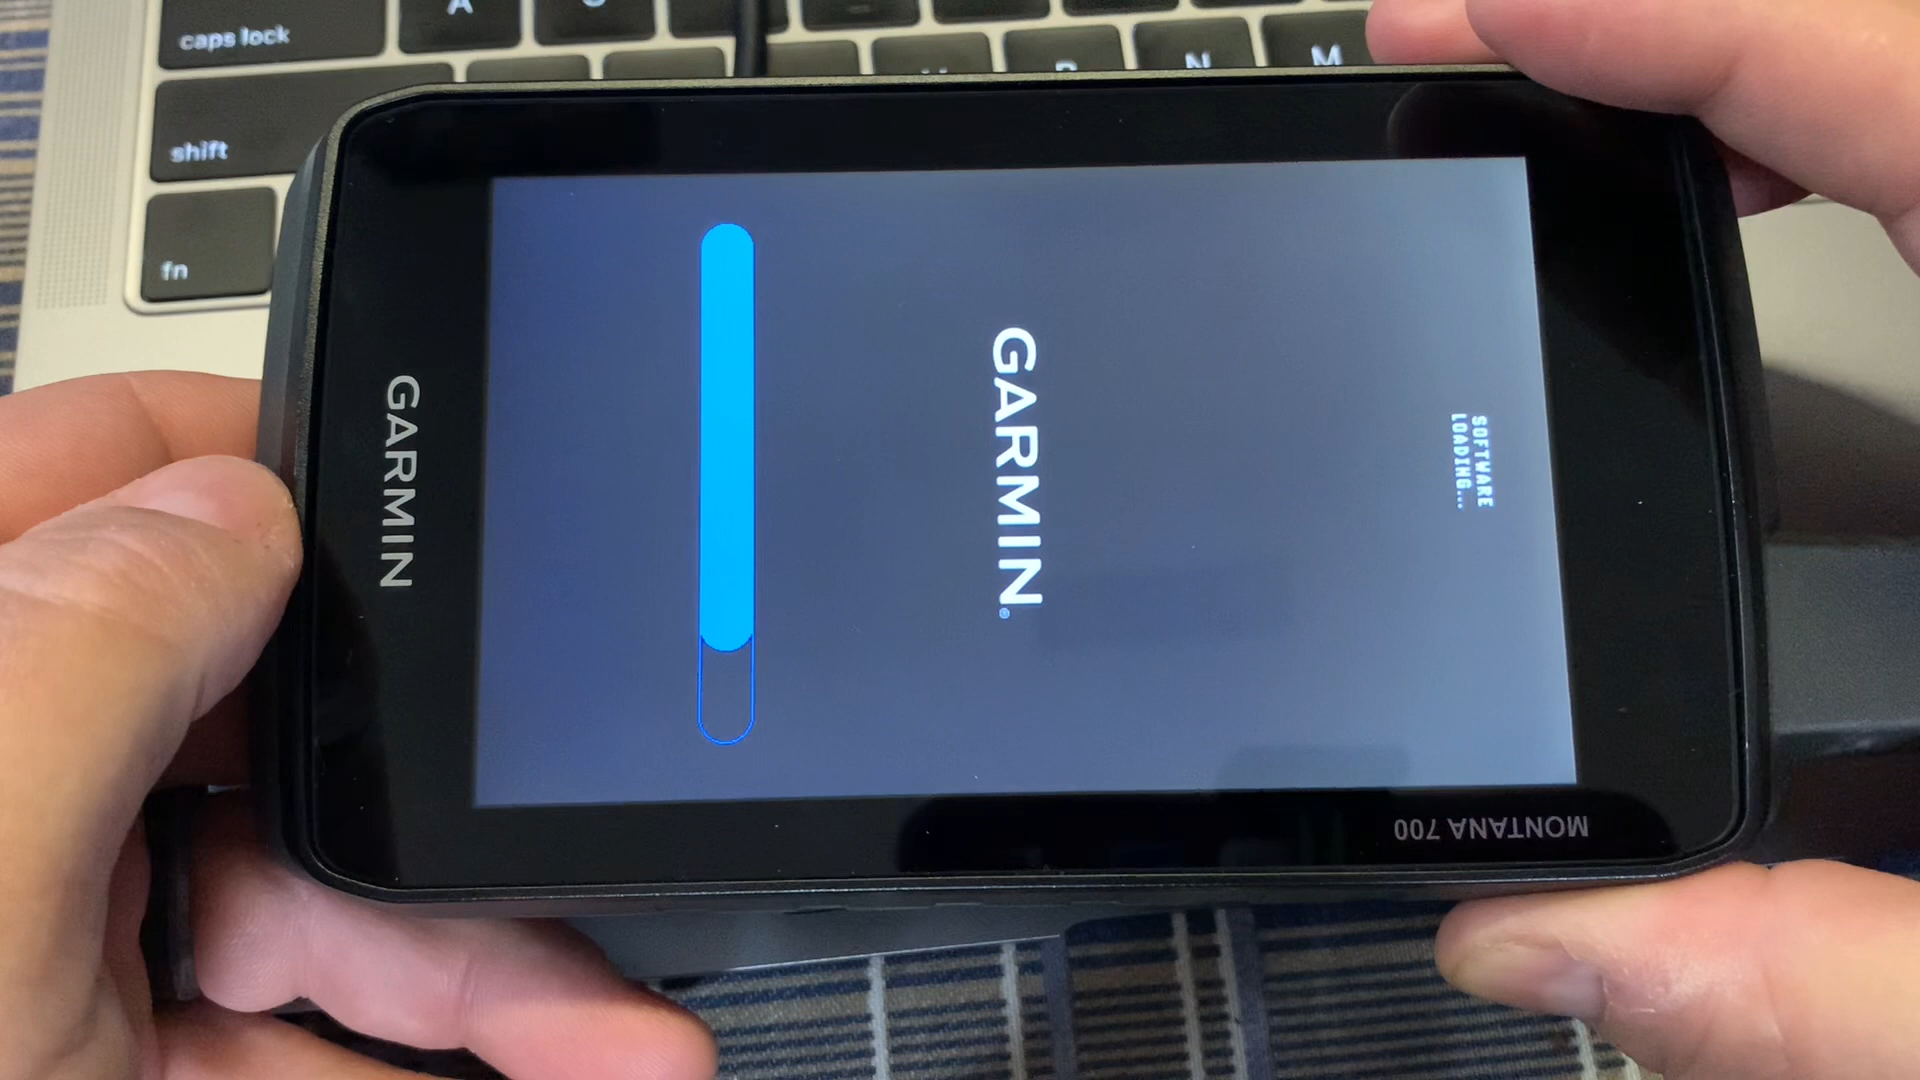 caps lock
A
shift
N
M
fn
GARMIN
GARMIN
SOFTWARE
LOADING...
MONTANA 700